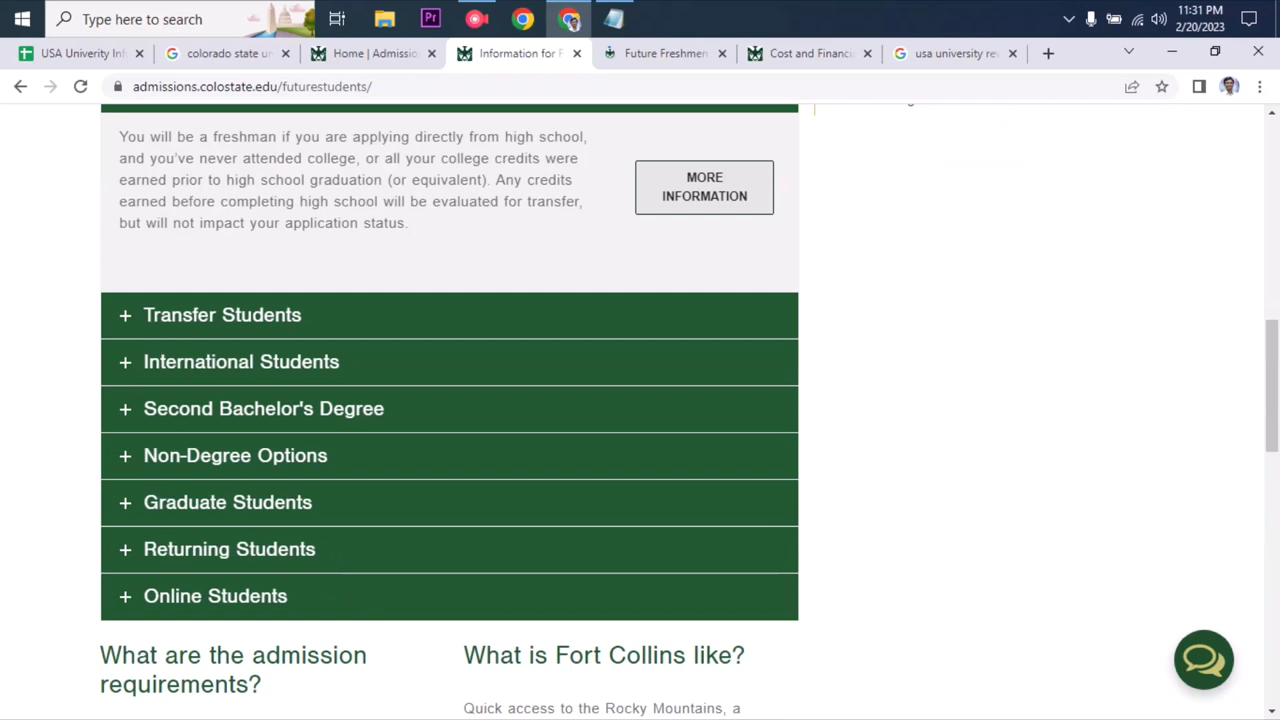 Type here to search
Pr
11:31 PM
2/20/2023
USA Univerity Inf
colorado state un
Home | Admissio
Information for F
Future Freshmen
Cost and Financi
usa university rev
admissions.colostate.edu/futurestudents/
You will be a freshman if you are applying directly from high school,
and you've never attended college, or all your college credits were
earned prior to high school graduation (or equivalent). Any credits
earned before completing high school will be evaluated for transfer,
but will not impact your application status.
MORE
INFORMATION
+ Transfer Students
+ International Students
+ Second Bachelor's Degree
+ Non-Degree Options
+ Graduate Students
+ Returning Students
+ Online Students
What are the admission
requirements?
What is Fort Collins like?
Quick access to the Rocky Mountains, a